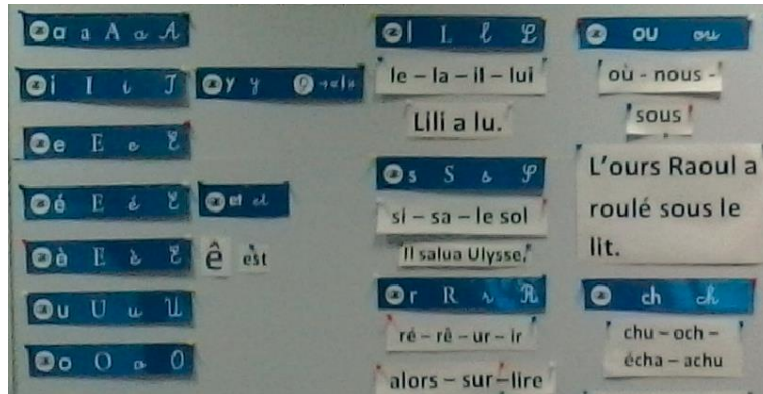 a a A a A
i I i J
y y
e E e E
é E é E
et et
è E è E
ê est
u U u U
o O o O
l L l L
le – la – il – lui
Lili a lu.
s S s S
si – sa – le sol
Il salua Ulysse.
r R r R
ré – rê – ur – ir
alors – sur – lire
ou ou
où - nous -
sous
L'ours Raoul a
roulé sous le
lit.
ch ch
chu – och –
écha – achu